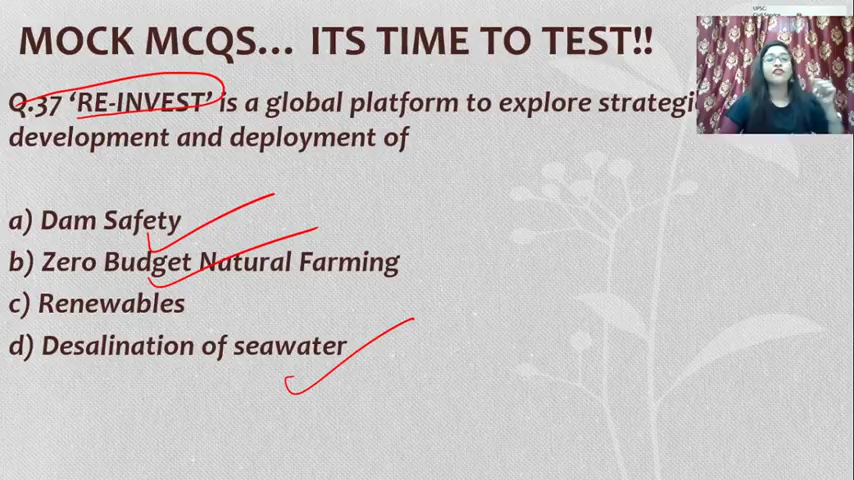 MOCK MCQS... ITS TIME TO TEST!!
Q.37 ‘RE-INVEST’ is a global platform to explore
development and deployment of
a) Dam Safety
b) Zero Budget Natural Farming
c) Renewables
d) Desalination of seawater
UPSC